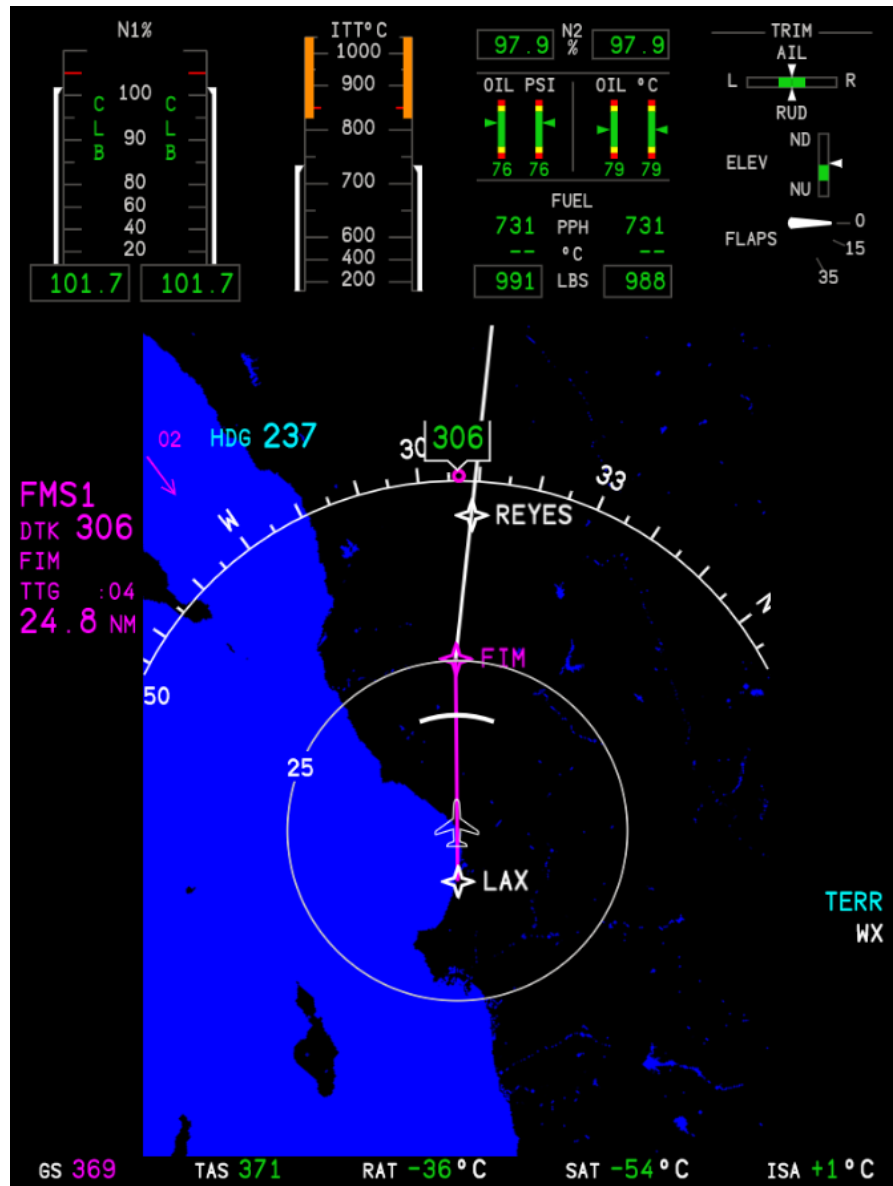 N1%
100
90
80
60
40
20
C L B
C L B
101.7
101.7
ITT°C
1000
900
800
700
600
400
200
97.9 N2 % 97.9
OIL PSI
OIL °C
76 76
79 79
FUEL
731 PPH 731
-- °C --
991 LBS 988
TRIM
AIL
L R
RUD
ND
ELEV
NU
FLAPS
0
15
35
02
HDG 237
30
306
33
W
N
FMS1
DTK 306
FIM
TTG :04
24.8 NM
REYES
FIM
50
25
LAX
TERR
WX
GS 369 TAS 371 RAT -36°C SAT -54°C ISA +1°C